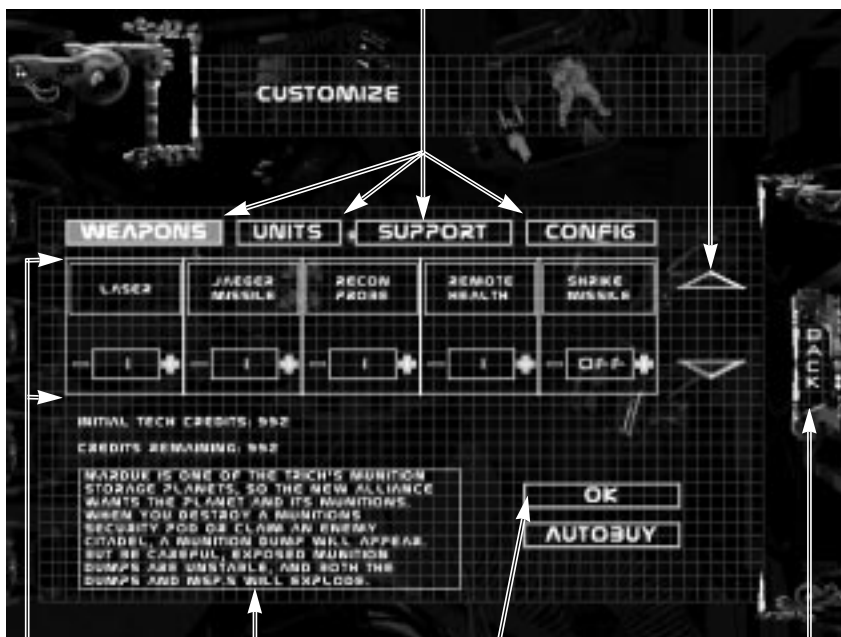 CUSTOMIZE
WEAPONS UNITS SUPPORT CONFIG
LASER JAEGER MISSILE RECON PROBE REMOTE HEALTH SHRIKE MISSILE
- 1 + - 1 + - 1 + - 1 + - OFF +
BACK
INITIAL TECH CREDITS: 992
CREDITS REMAINING: 992
MARDUK IS ONE OF THE TRICH'S MUNITION
STORAGE PLANETS, SO THE NEW ALLIANCE
WANTS THE PLANET AND ITS MUNITIONS.
WHEN YOU DESTROY A MUNITIONS
SECURITY POD OR CLAIM AN ENEMY
CITADEL, A MUNITION DUMP WILL APPEAR.
BUT BE CAREFUL, EXPOSED MUNITION
DUMPS ARE UNSTABLE, AND BOTH THE
DUMPS AND MSP.S WILL EXPLODE.
OK
AUTOBUY